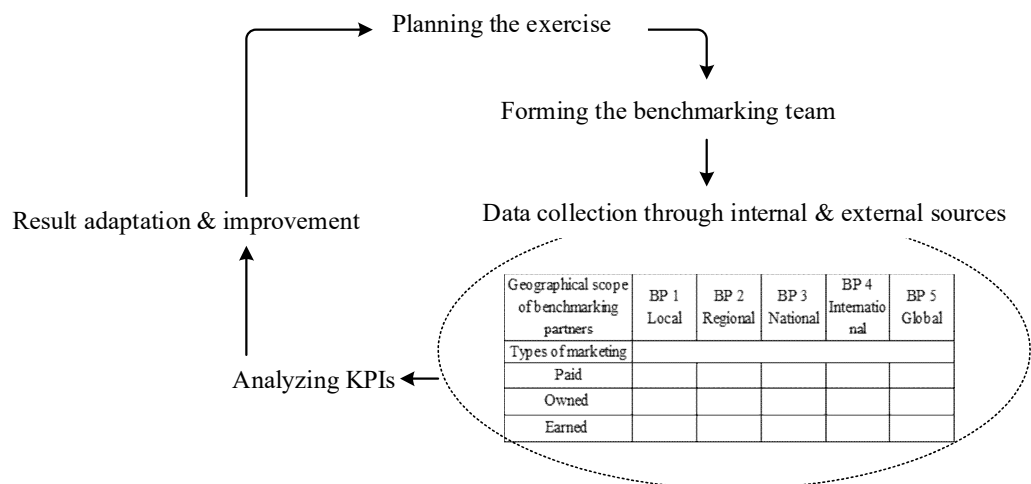 Planning the exercise
Forming the benchmarking team
Data collection through internal & external sources
Geographical scope
of benchmarking
partners
BP 1
Local
BP 2
Regional
BP 3
National
BP 4
Internatio
nal
BP 5
Global
Types of marketing
Paid
Owned
Earned
Analyzing KPIs
Result adaptation & improvement